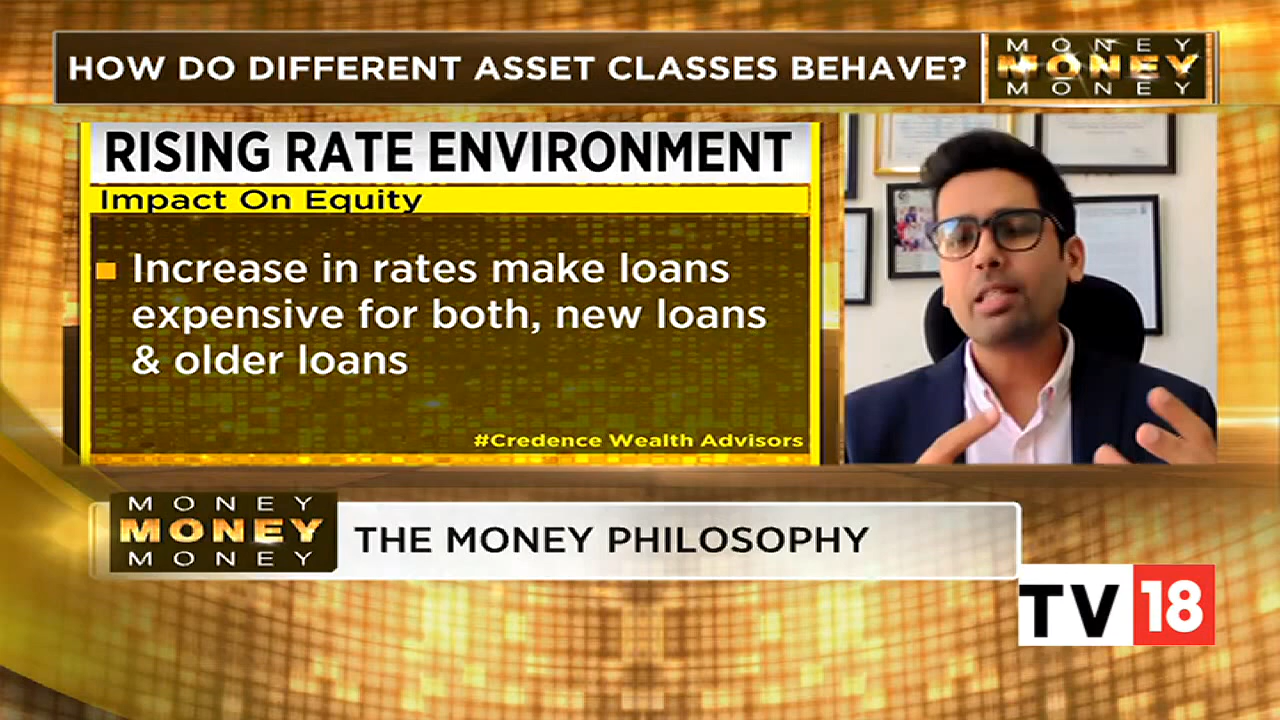 HOW DO DIFFERENT ASSET CLASSES BEHAVE?
MONEY
MONEY
MONEY
RISING RATE ENVIRONMENT
Impact On Equity
Increase in rates make loans
expensive for both, new loans
& older loans
#Credence Wealth Advisors
MONEY
MONEY
MONEY
THE MONEY PHILOSOPHY
TV18